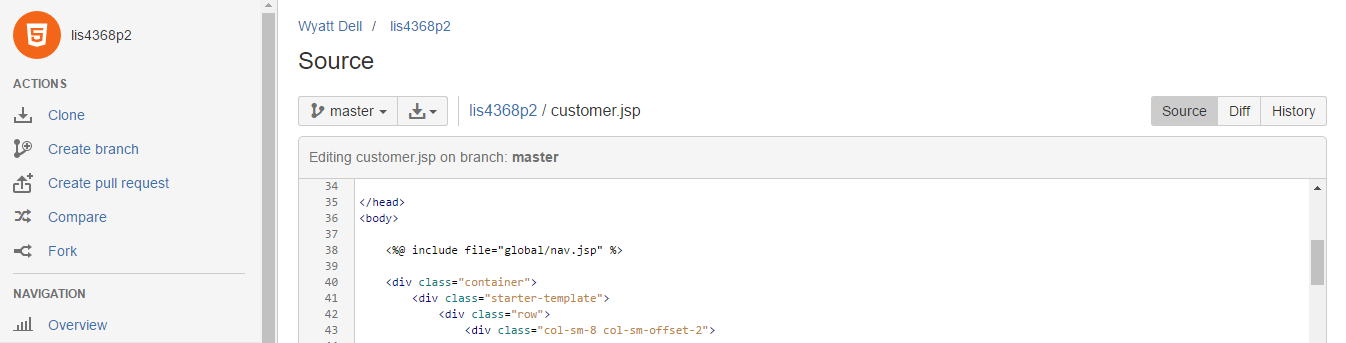 lis4368p2
ACTIONS
Clone
Create branch
Create pull request
Compare
Fork
NAVIGATION
Overview
Wyatt Dell / lis4368p2
Source
master
lis4368p2 / customer.jsp
Source Diff History
Editing customer.jsp on branch: master
34
35 </head>
36 <body>
37
38 <%@ include file="global/nav.jsp" %>
39
40 <div class="container">
41 <div class="starter-template">
42 <div class="row">
43 <div class="col-sm-8 col-sm-offset-2">